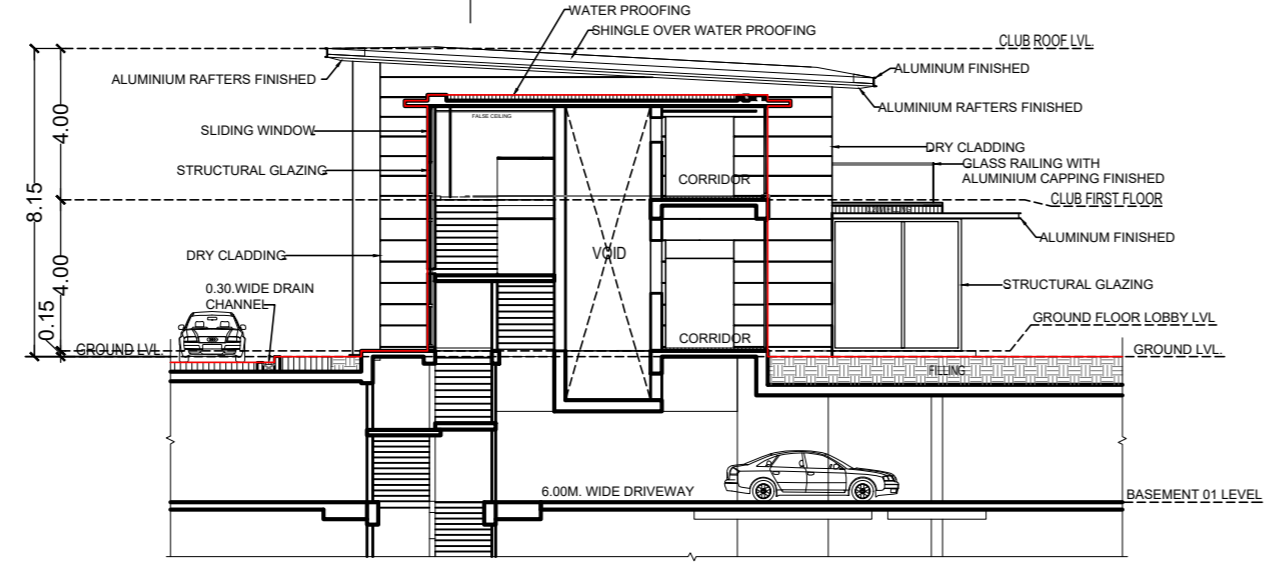 WATER PROOFING
SHINGLE OVER WATER PROOFING
CLUB ROOF LVL.
ALUMINIUM RAFTERS FINISHED
ALUMINUM FINISHED
ALUMINIUM RAFTERS FINISHED
4.00
FALSE CEILING
SLIDING WINDOW
DRY CLADDING
GLASS RAILING WITH
ALUMINIUM CAPPING FINISHED
STRUCTURAL GLAZING
CORRIDOR
CLUB FIRST FLOOR
8.15
ALUMINUM FINISHED
DRY CLADDING
VOID
4.00
STRUCTURAL GLAZING
0.30.WIDE DRAIN
CHANNEL
0.15
GROUND FLOOR LOBBY LVL
CORRIDOR
GROUND LVL.
GROUND LVL.
FILLING
6.00M. WIDE DRIVEWAY
BASEMENT 01 LEVEL